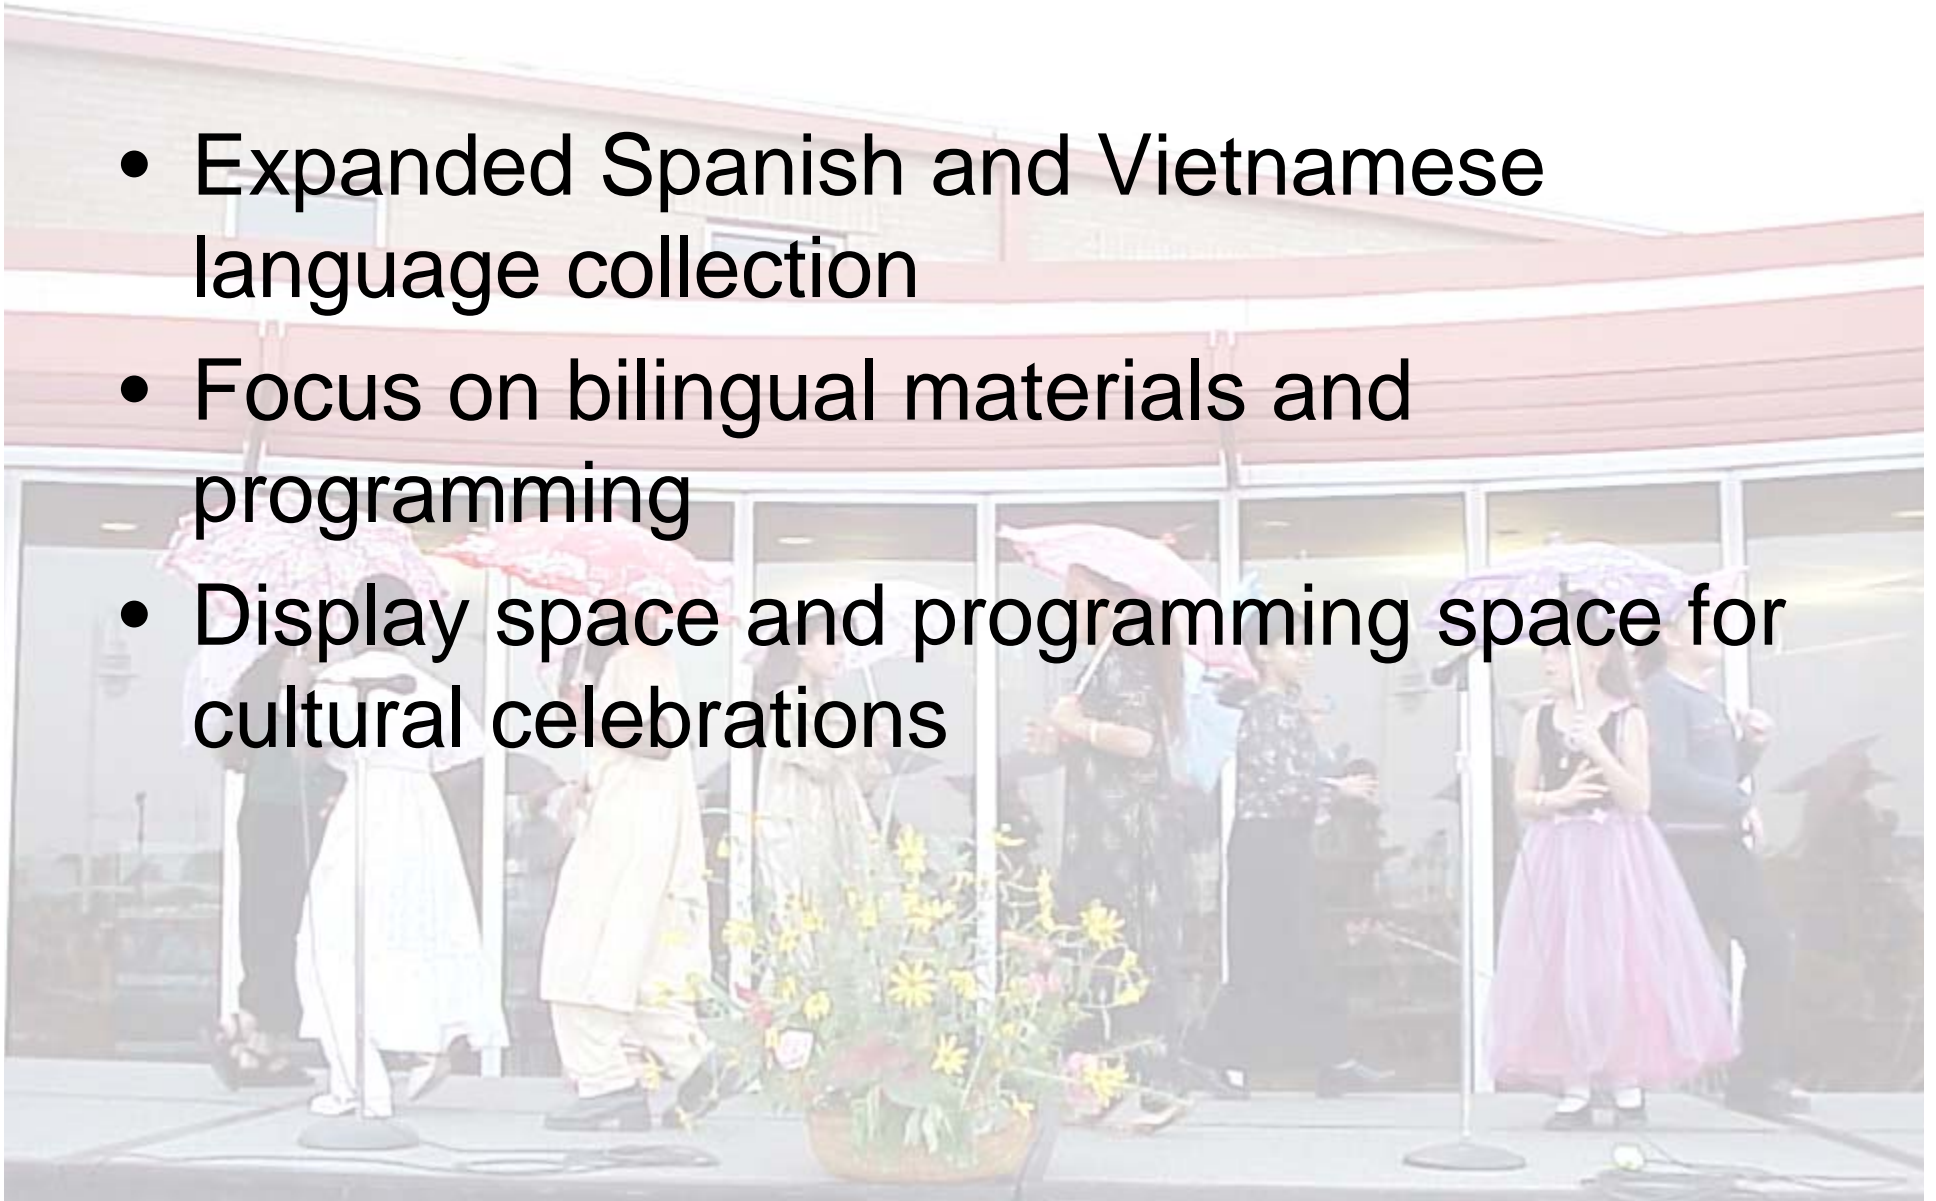 • Expanded Spanish and Vietnamese
language collection
• Focus on bilingual materials and
programming
• Display space and programming space for
cultural celebrations